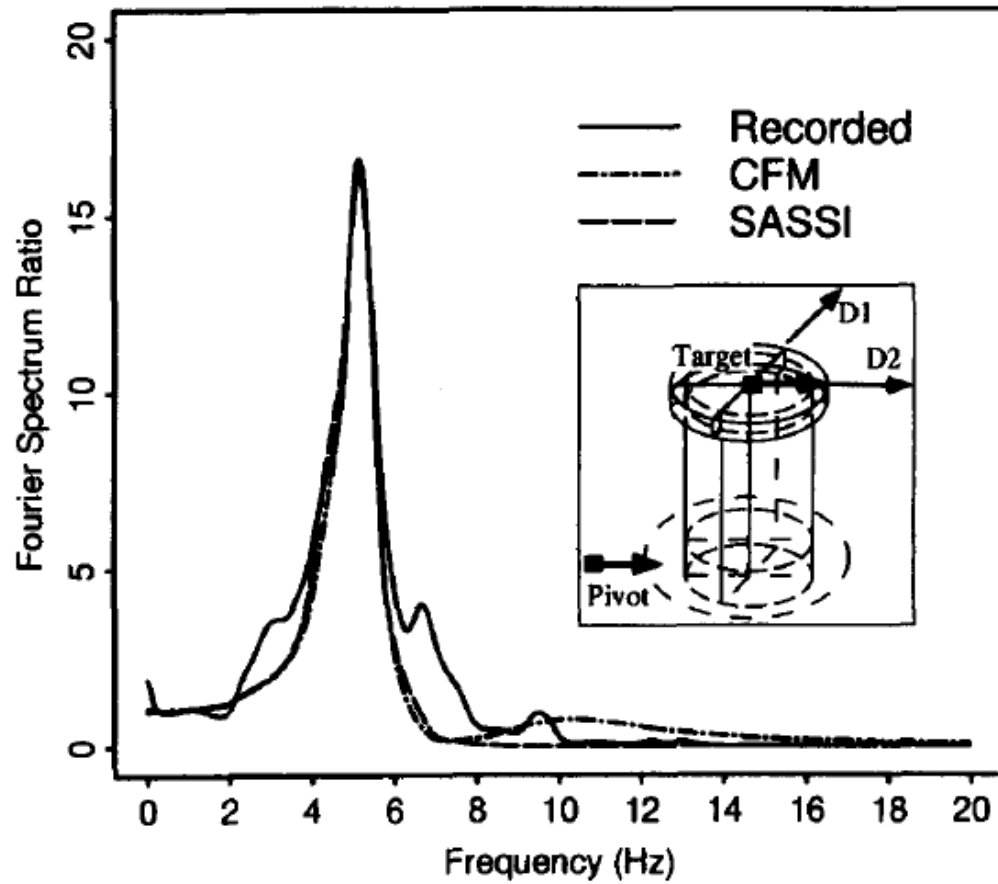 Fourier Spectrum Ratio
20
15
10
5
0
Recorded
CFM
SASSI
D1
Target
D2
Pivot
0 2 4 6 8 10 12 14 16 18 20
Frequency (Hz)